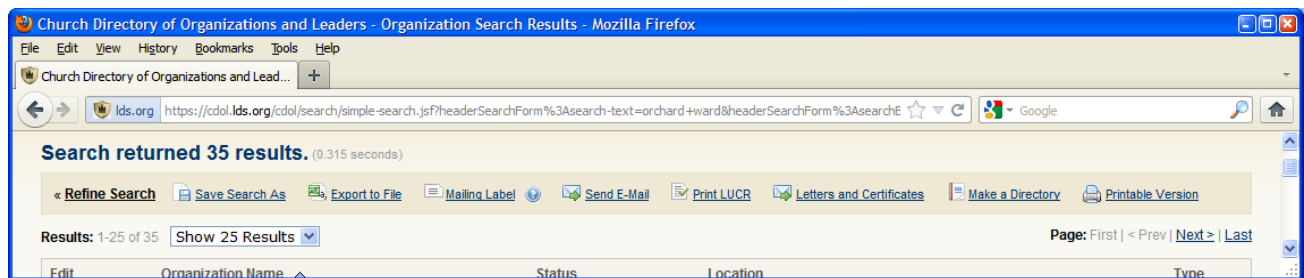 Church Directory of Organizations and Leaders - Organization Search Results - Mozilla Firefox
File Edit View History Bookmarks Tools Help
Church Directory of Organizations and Lead... +
lds.org https://cdol.lds.org/cdol/search/simple-search.jsf?headerSearchForm%3Asearch-text=orchard+ward&headerSearchForm%3AsearchE Google
Search returned 35 results. (0.315 seconds)
« Refine Search Save Search As Export to File Mailing Label ? Send E-Mail Print LUCR Letters and Certificates Make a Directory Printable Version
Results: 1-25 of 35 Show 25 Results Page: First | < Prev | Next > | Last
Edit Organization Name Status Location Type